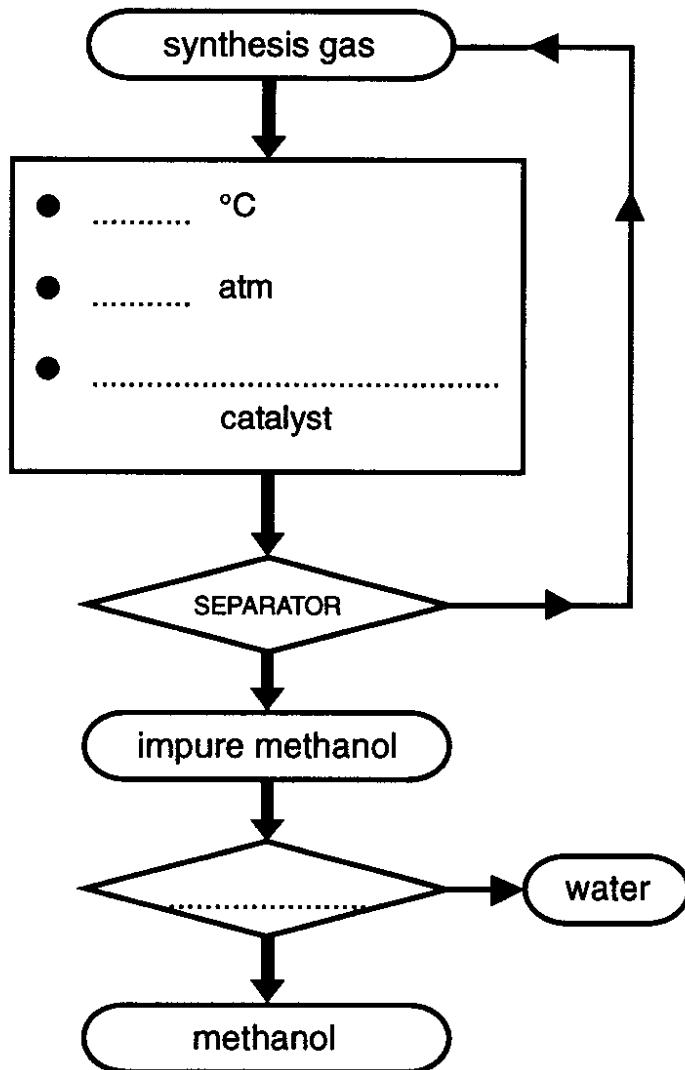 synthesis gas
● .......... °C
● .......... atm
● ..........................................
catalyst
SEPARATOR
impure methanol
water
....................
methanol